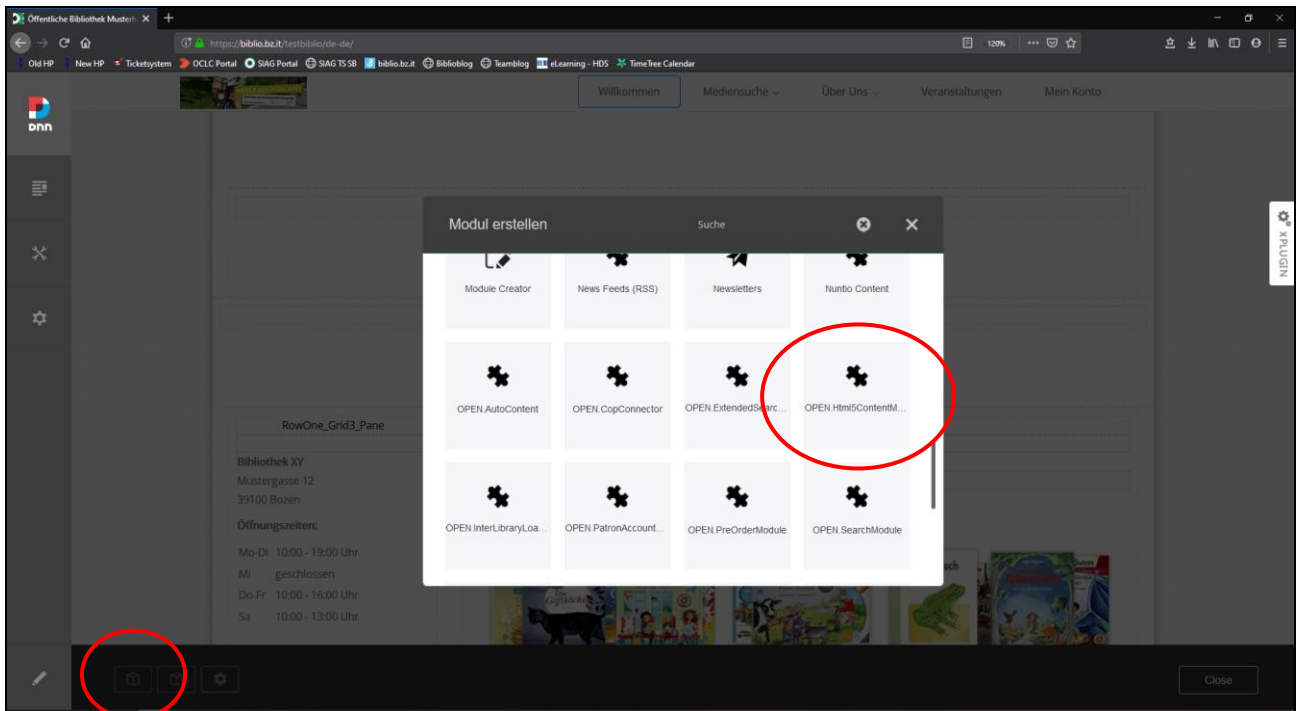 Öffentliche Bibliothek Musterh
https://biblio.bz.it/testbiblio/de-de/
120%
Old HP New HP Ticketsystem OCLC Portal SIAG Portal SIAG TS SB biblio.bz.it Biblioblog Teamblog eLearning - HDS TimeTree Calendar
Willkommen Mediensuche Über Uns Veranstaltungen Mein Konto
DNN
XPLUGIN
Modul erstellen Suche
Module Creator News Feeds (RSS) Newsletters Nuntio Content
OPEN.AutoContent OPEN.CopConnector OPEN.ExtendedSearc... OPEN.Html5ContentM...
OPEN.InterLibraryLoa... OPEN.PatronAccount... OPEN.PreOrderModule OPEN.SearchModule
RowOne_Grid3_Pane
Bibliothek XY
Mustergasse 12
39100 Bozen
Öffnungszeiten:
Mo-Di 10:00 - 19:00 Uhr
Mi geschlossen
Do-Fr 10:00 - 16:00 Uhr
Sa 10:00 - 13:00 Uhr
Close